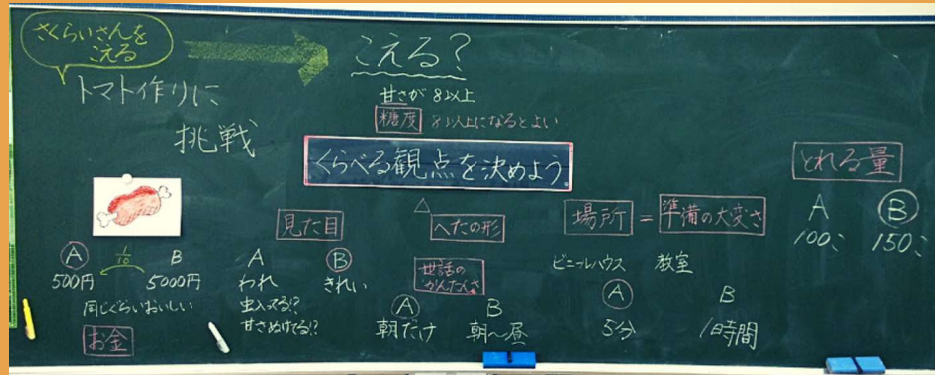 さくらいさんを
こえる
トマト作りに
挑戦
こえる?
甘さが 8以上
糖度 8以上になるとよい
くらべる観点を決めよう。
A B
500円 1/10 5000円
同じぐらいおいしい
お金
見た目
A B
われ きれい
虫入ってる!?
甘さぬけてる!?
△
へたの形
世話の
かんたんさ
A B
朝だけ 朝〜昼
場所 = 準備の大変さ
ビニールハウス 教室
A B
5分 1時間
とれる量
A B
100こ 150こ